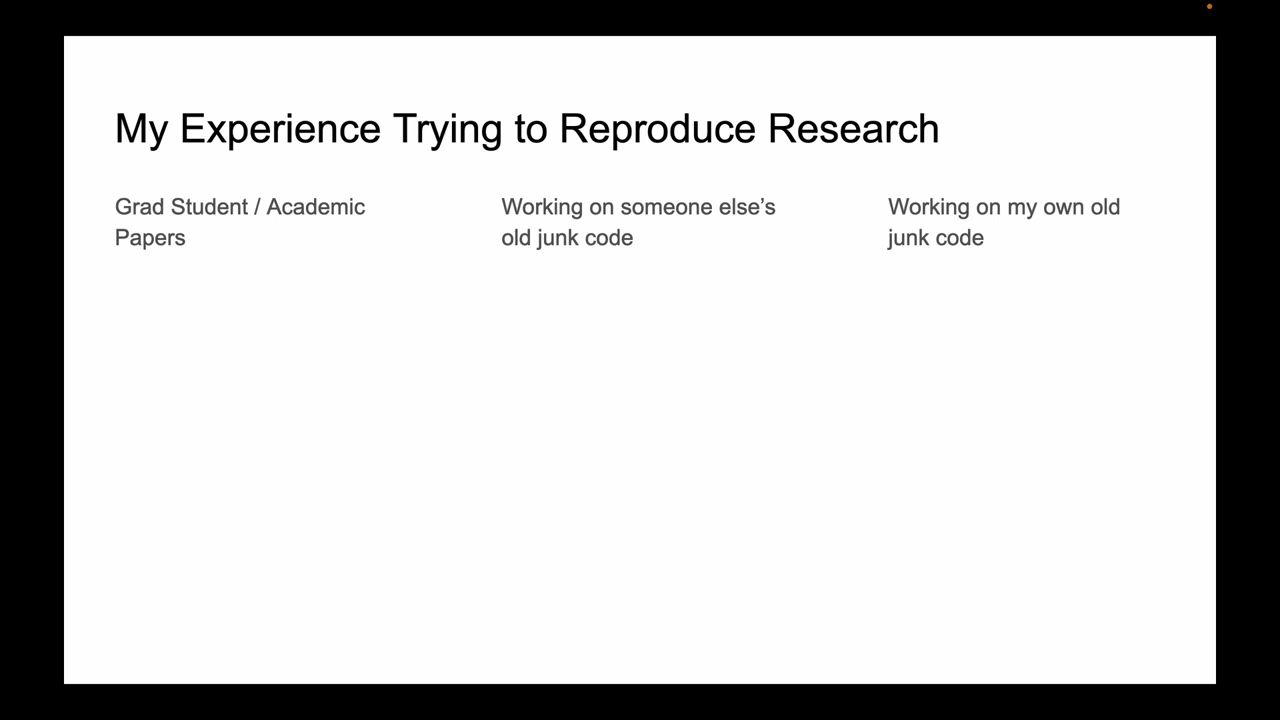 My Experience Trying to Reproduce Research
Grad Student / Academic
Papers
Working on someone else’s
old junk code
Working on my own old
junk code